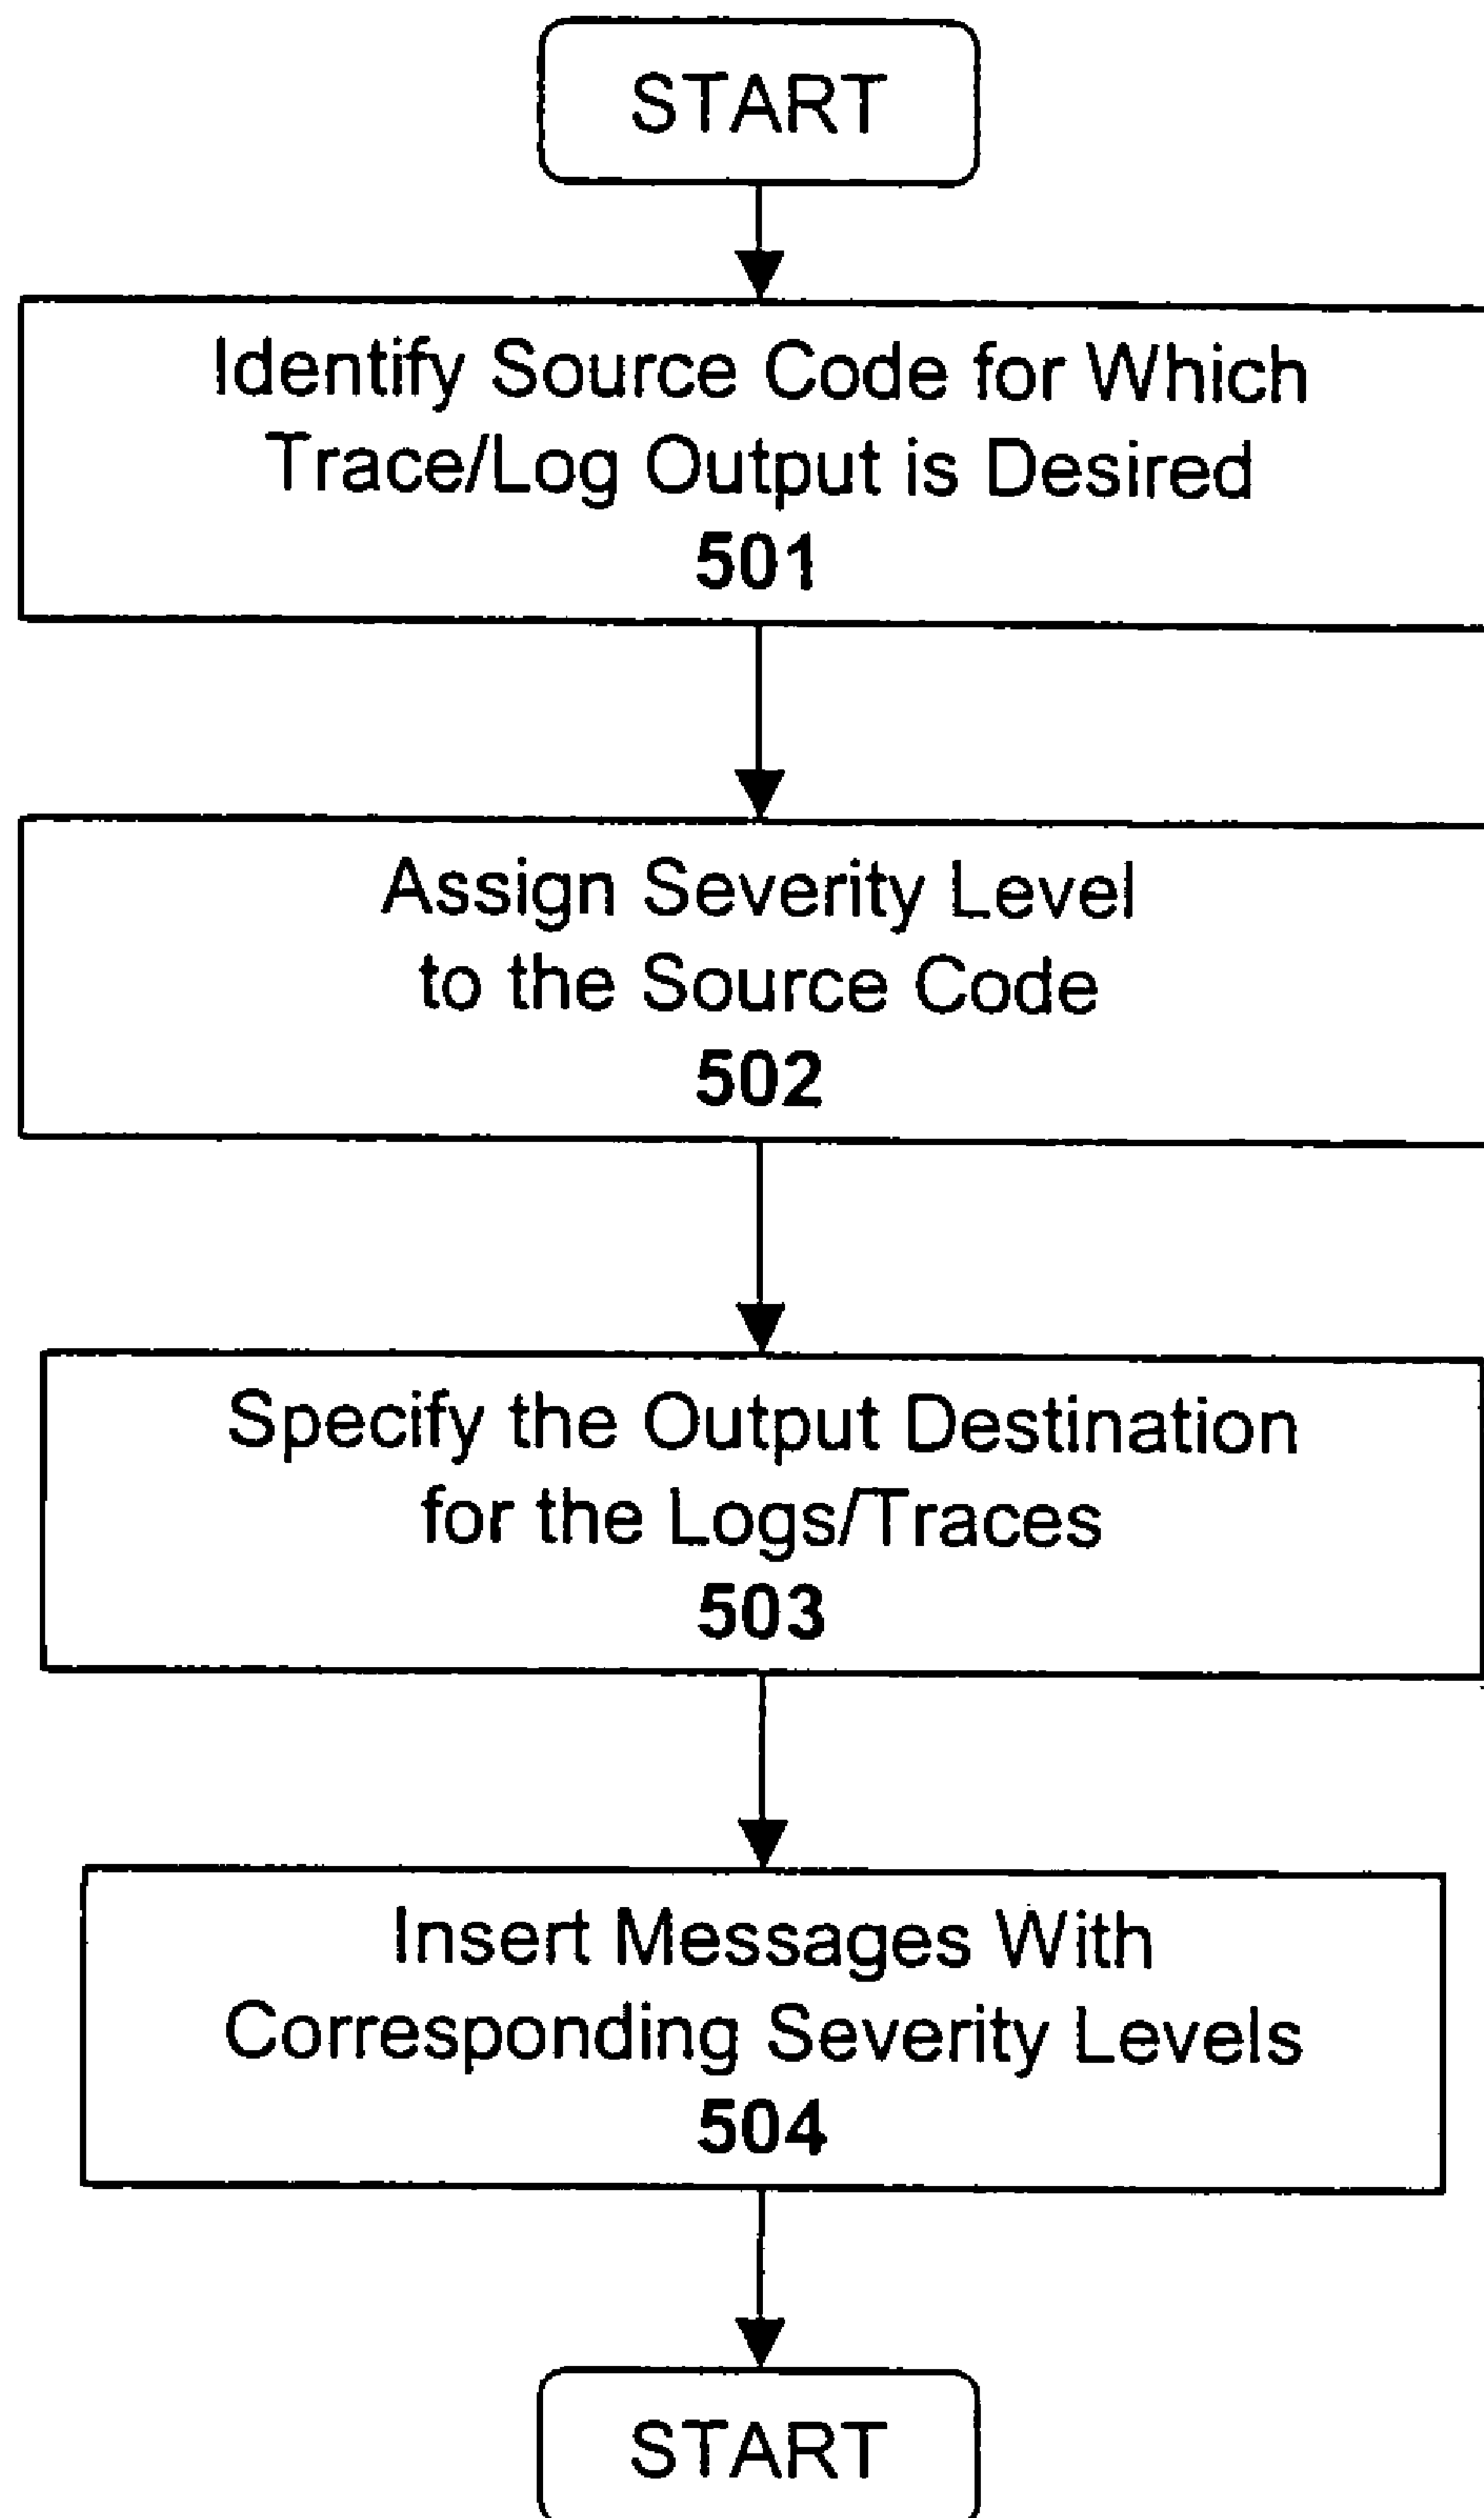 START
Identify Source Code for Which
Trace/Log Output is Desired
501
Assign Severity Level
to the Source Code
502
Specify the Output Destination
for the Logs/Traces
503
Insert Messages With
Corresponding Severity Levels
504
START